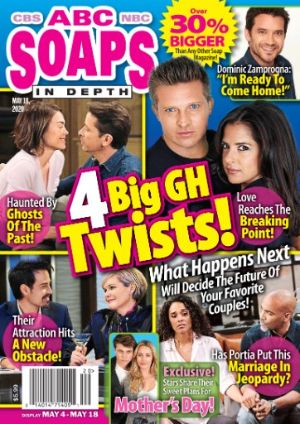 CBS ABC NBC
SOAPS
IN DEPTH
MAY 18,
2020
Over
30%
BIGGER
Than Any Other Soap
Magazine!
Dominic Zamprogna:
"I'm Ready To
Come Home!"
4 Big GH
Twists!
What Happens Next
Will Decide The Future Of
Your Favorite
Couples!
Haunted By
Ghosts
Of The
Past!
Love
Reaches The
Breaking
Point!
Their
Attraction Hits
A New
Obstacle!
Exclusive!
Stars Share Their
Sweet Plans For
Mother's Day!
Has Portia Put This
Marriage In
Jeopardy?
$5.99
DISPLAY MAY 4 - MAY 18